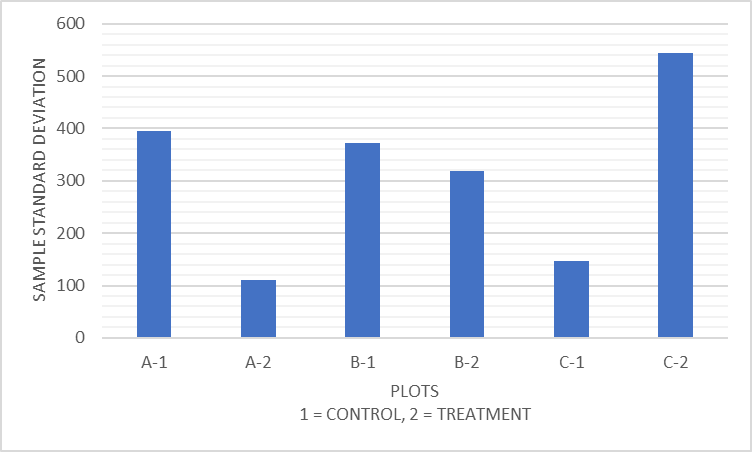 600
500
400
300
200
100
0
SAMPLE STANDARD DEVIATION
A-1 A-2 B-1 B-2 C-1 C-2
PLOTS
1 = CONTROL, 2 = TREATMENT